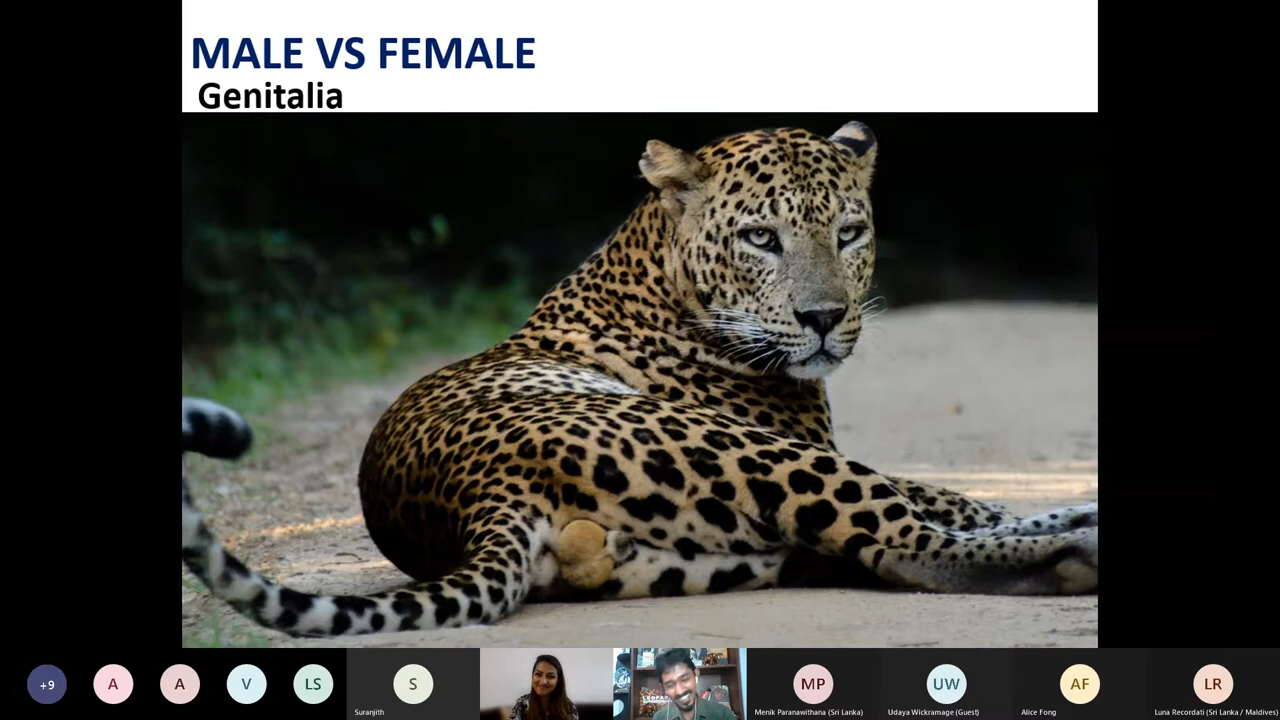 MALE VS FEMALE
Genitalia
+9
A
A
V
LS
S
MP
UW
AF
LR
Suranjith
Menik Paranawithana (Sri Lanka)
Udaya Wickramage (Guest)
Alice Fong
Luna Recordati (Sri Lanka / Maldives)